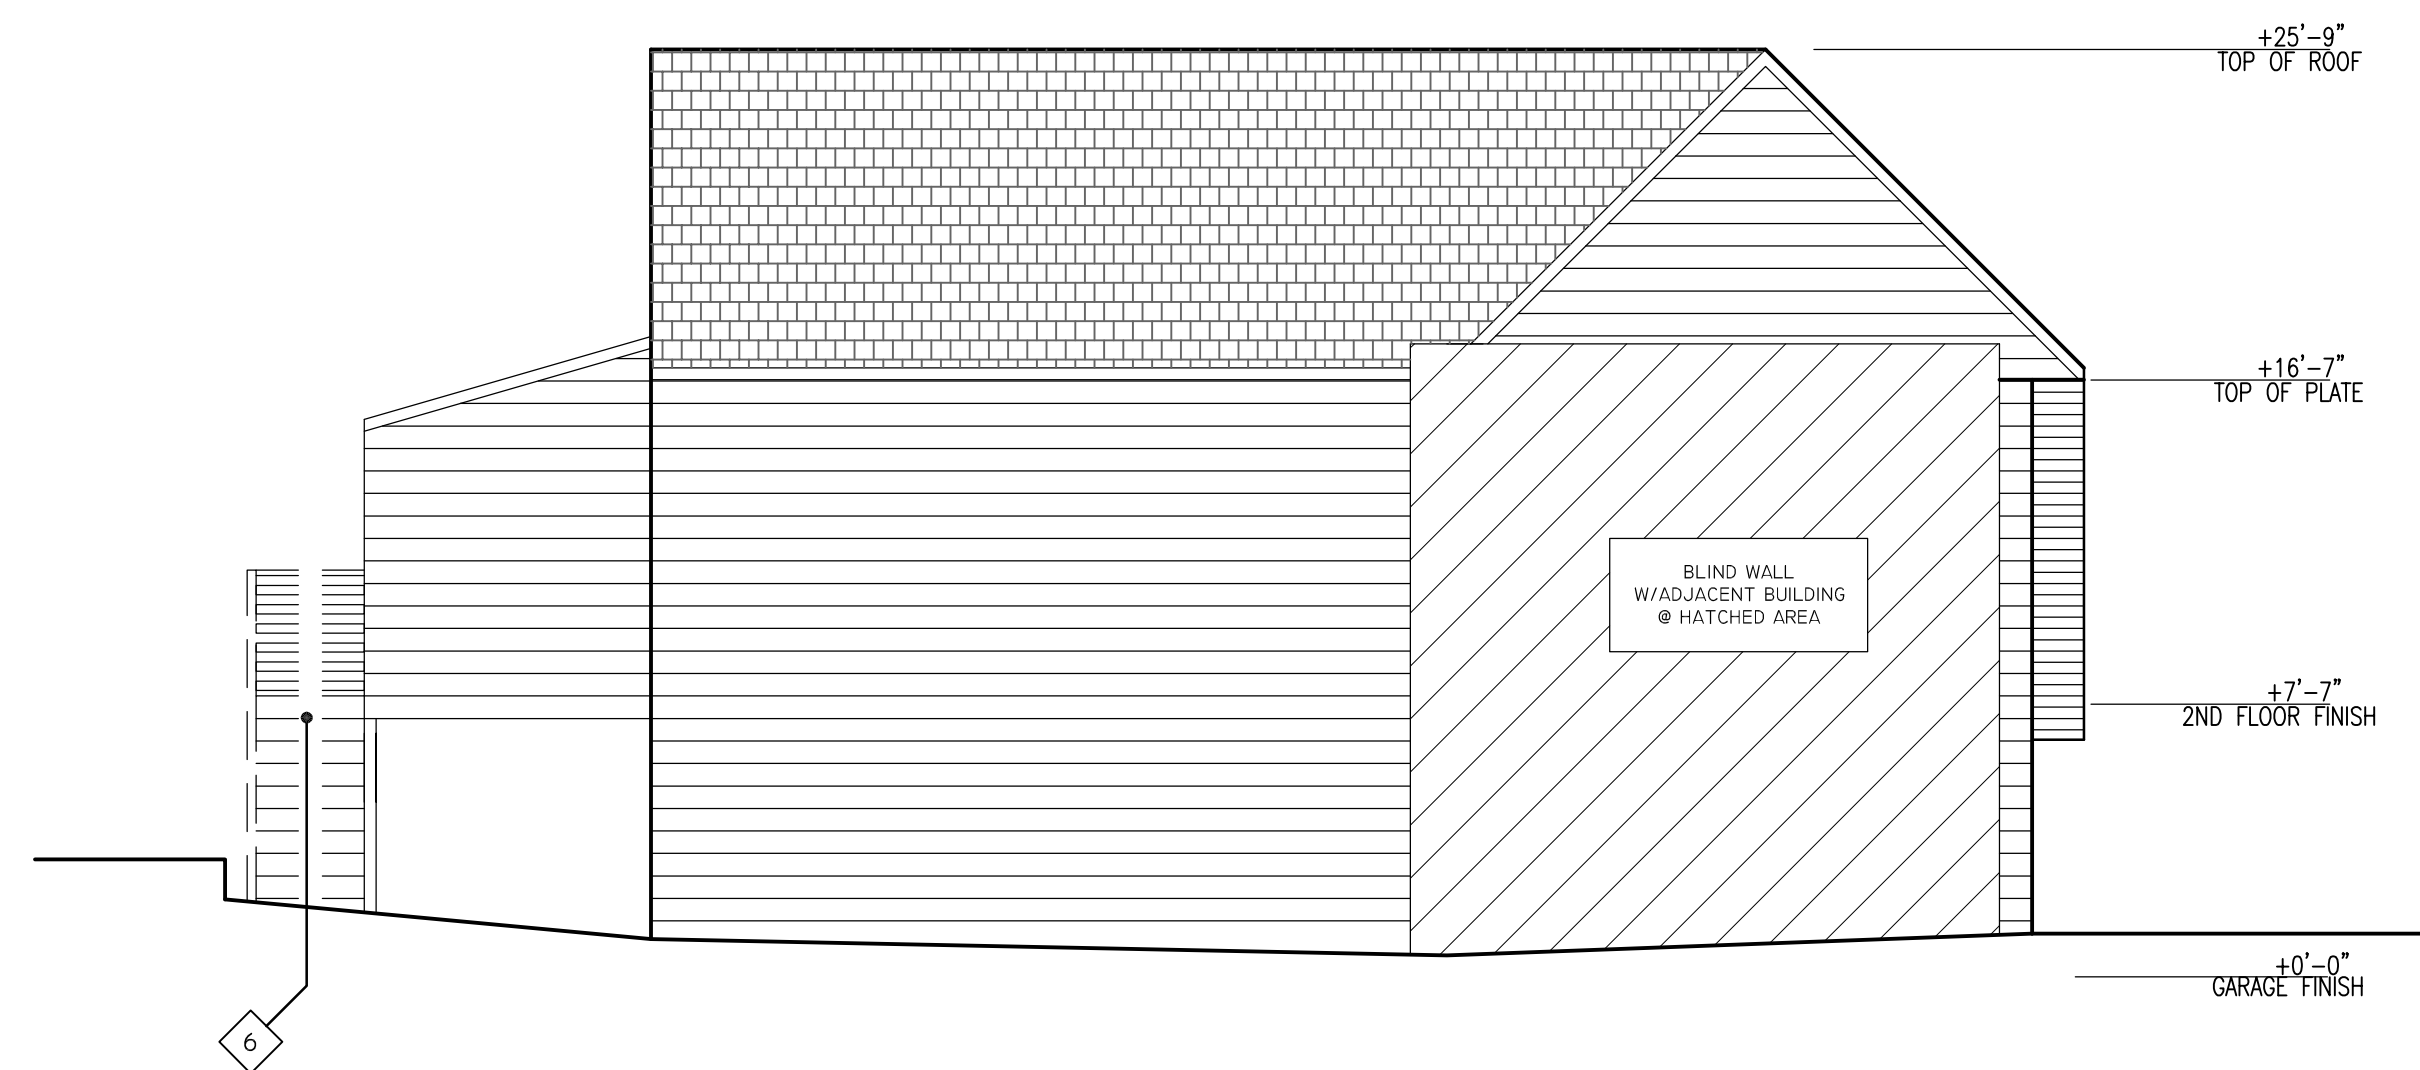 +25'-9"
TOP OF ROOF
+16'-7"
TOP OF PLATE
BLIND WALL
W/ADJACENT BUILDING
@ HATCHED AREA
+7'-7"
2ND FLOOR FINISH
+0'-0"
GARAGE FINISH
6